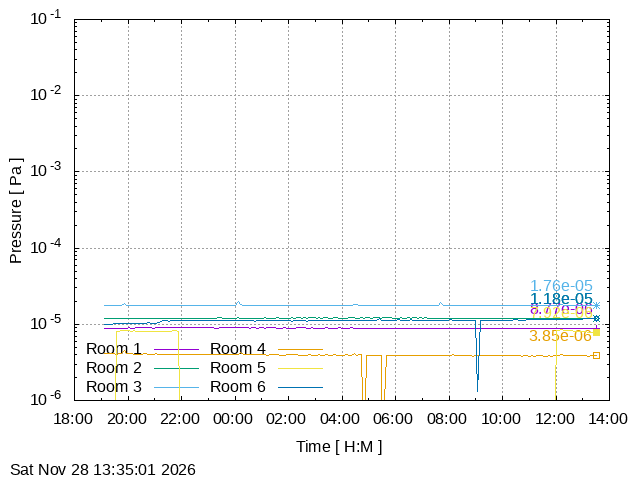 10-1
10-2
10-3
10-4
10-5
10-6
Pressure [ Pa ]
1.76e-05
1.18e-05
8.77e-06
3.85e-06
Room 1 Room 4
Room 2 Room 5
Room 3 Room 6
18:00 20:00 22:00 00:00 02:00 04:00 06:00 08:00 10:00 12:00 14:00
Time [ H:M ]
Sat Nov 28 13:35:01 2026